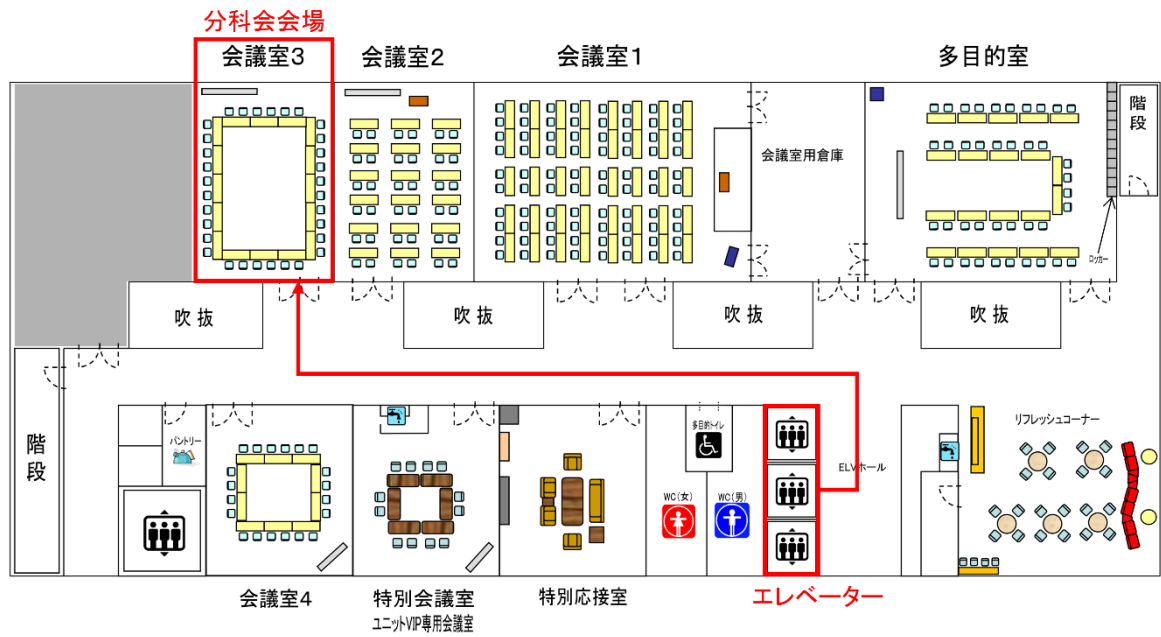 分科会会場
会議室3
会議室2
会議室1
多目的室
階段
会議室用倉庫
ロッカー
吹抜
吹抜
吹抜
吹抜
階段
パントリー
多目的トイレ
WC(女)
WC(男)
ELVホール
リフレッシュコーナー
会議室4
特別会議室
ユニットVIP専用会議室
特別応接室
エレベーター